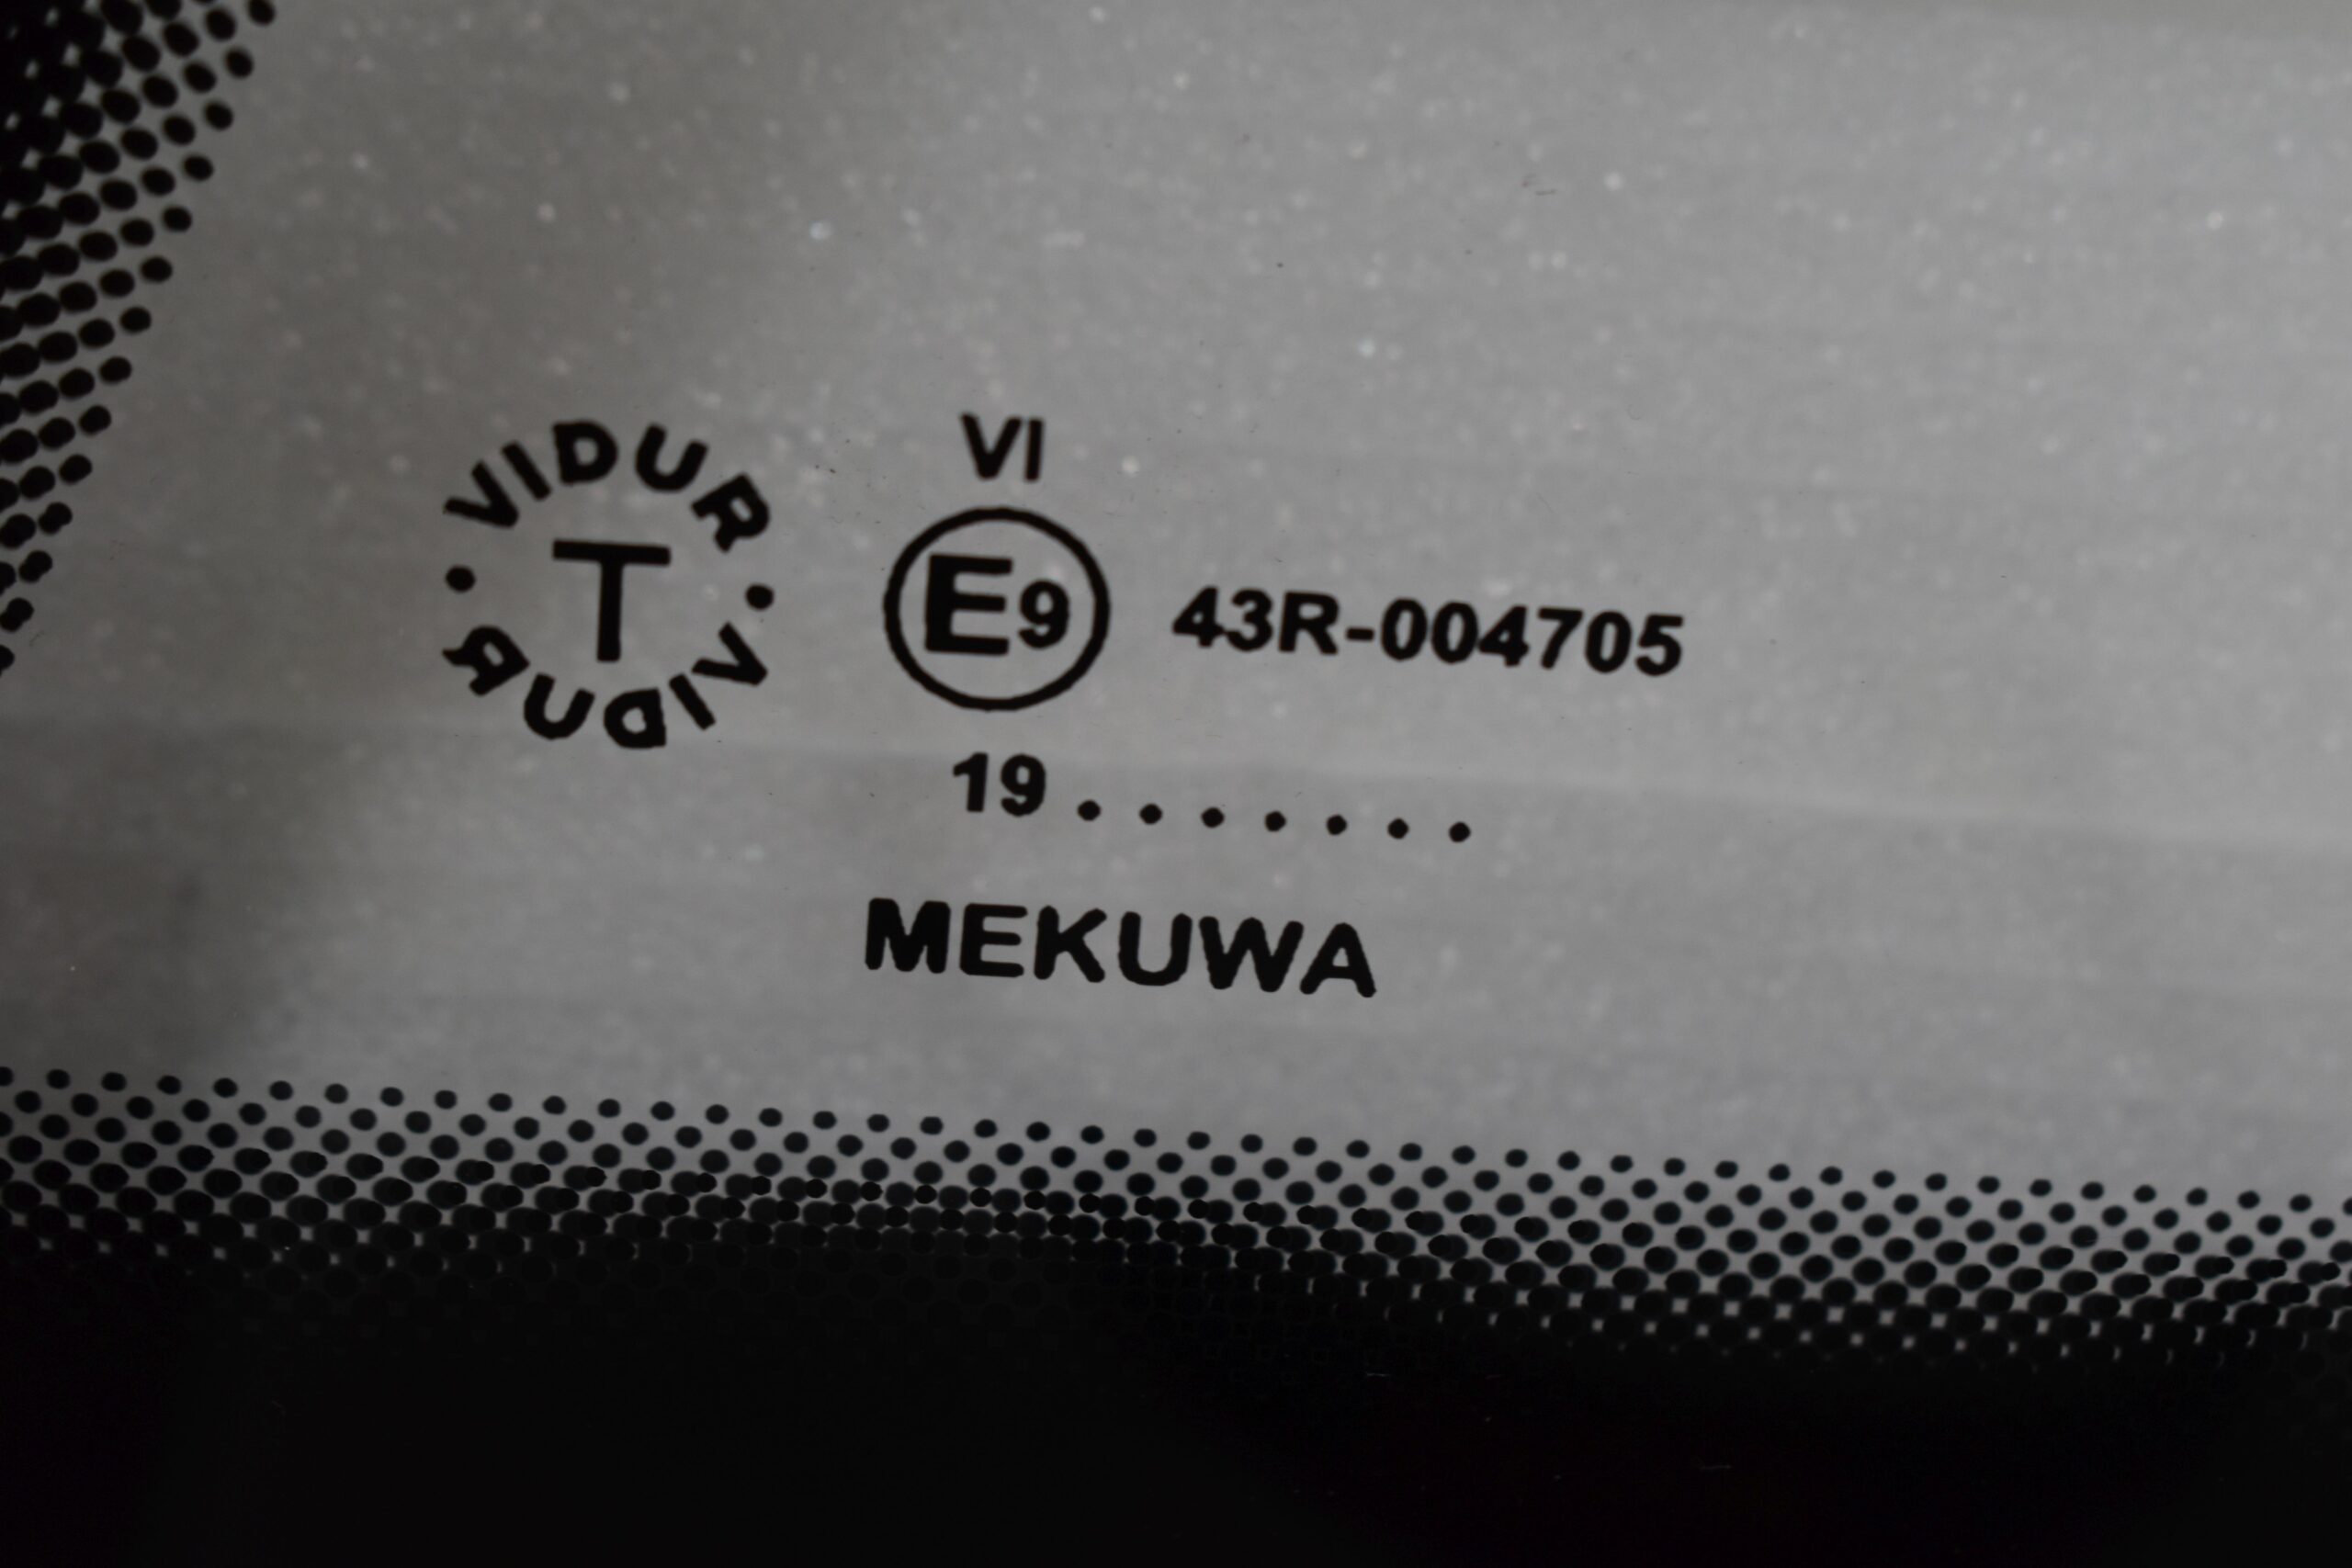 VIDUR
T
VIDUR
VI
E9 43R-004705
19.......
MEKUWA